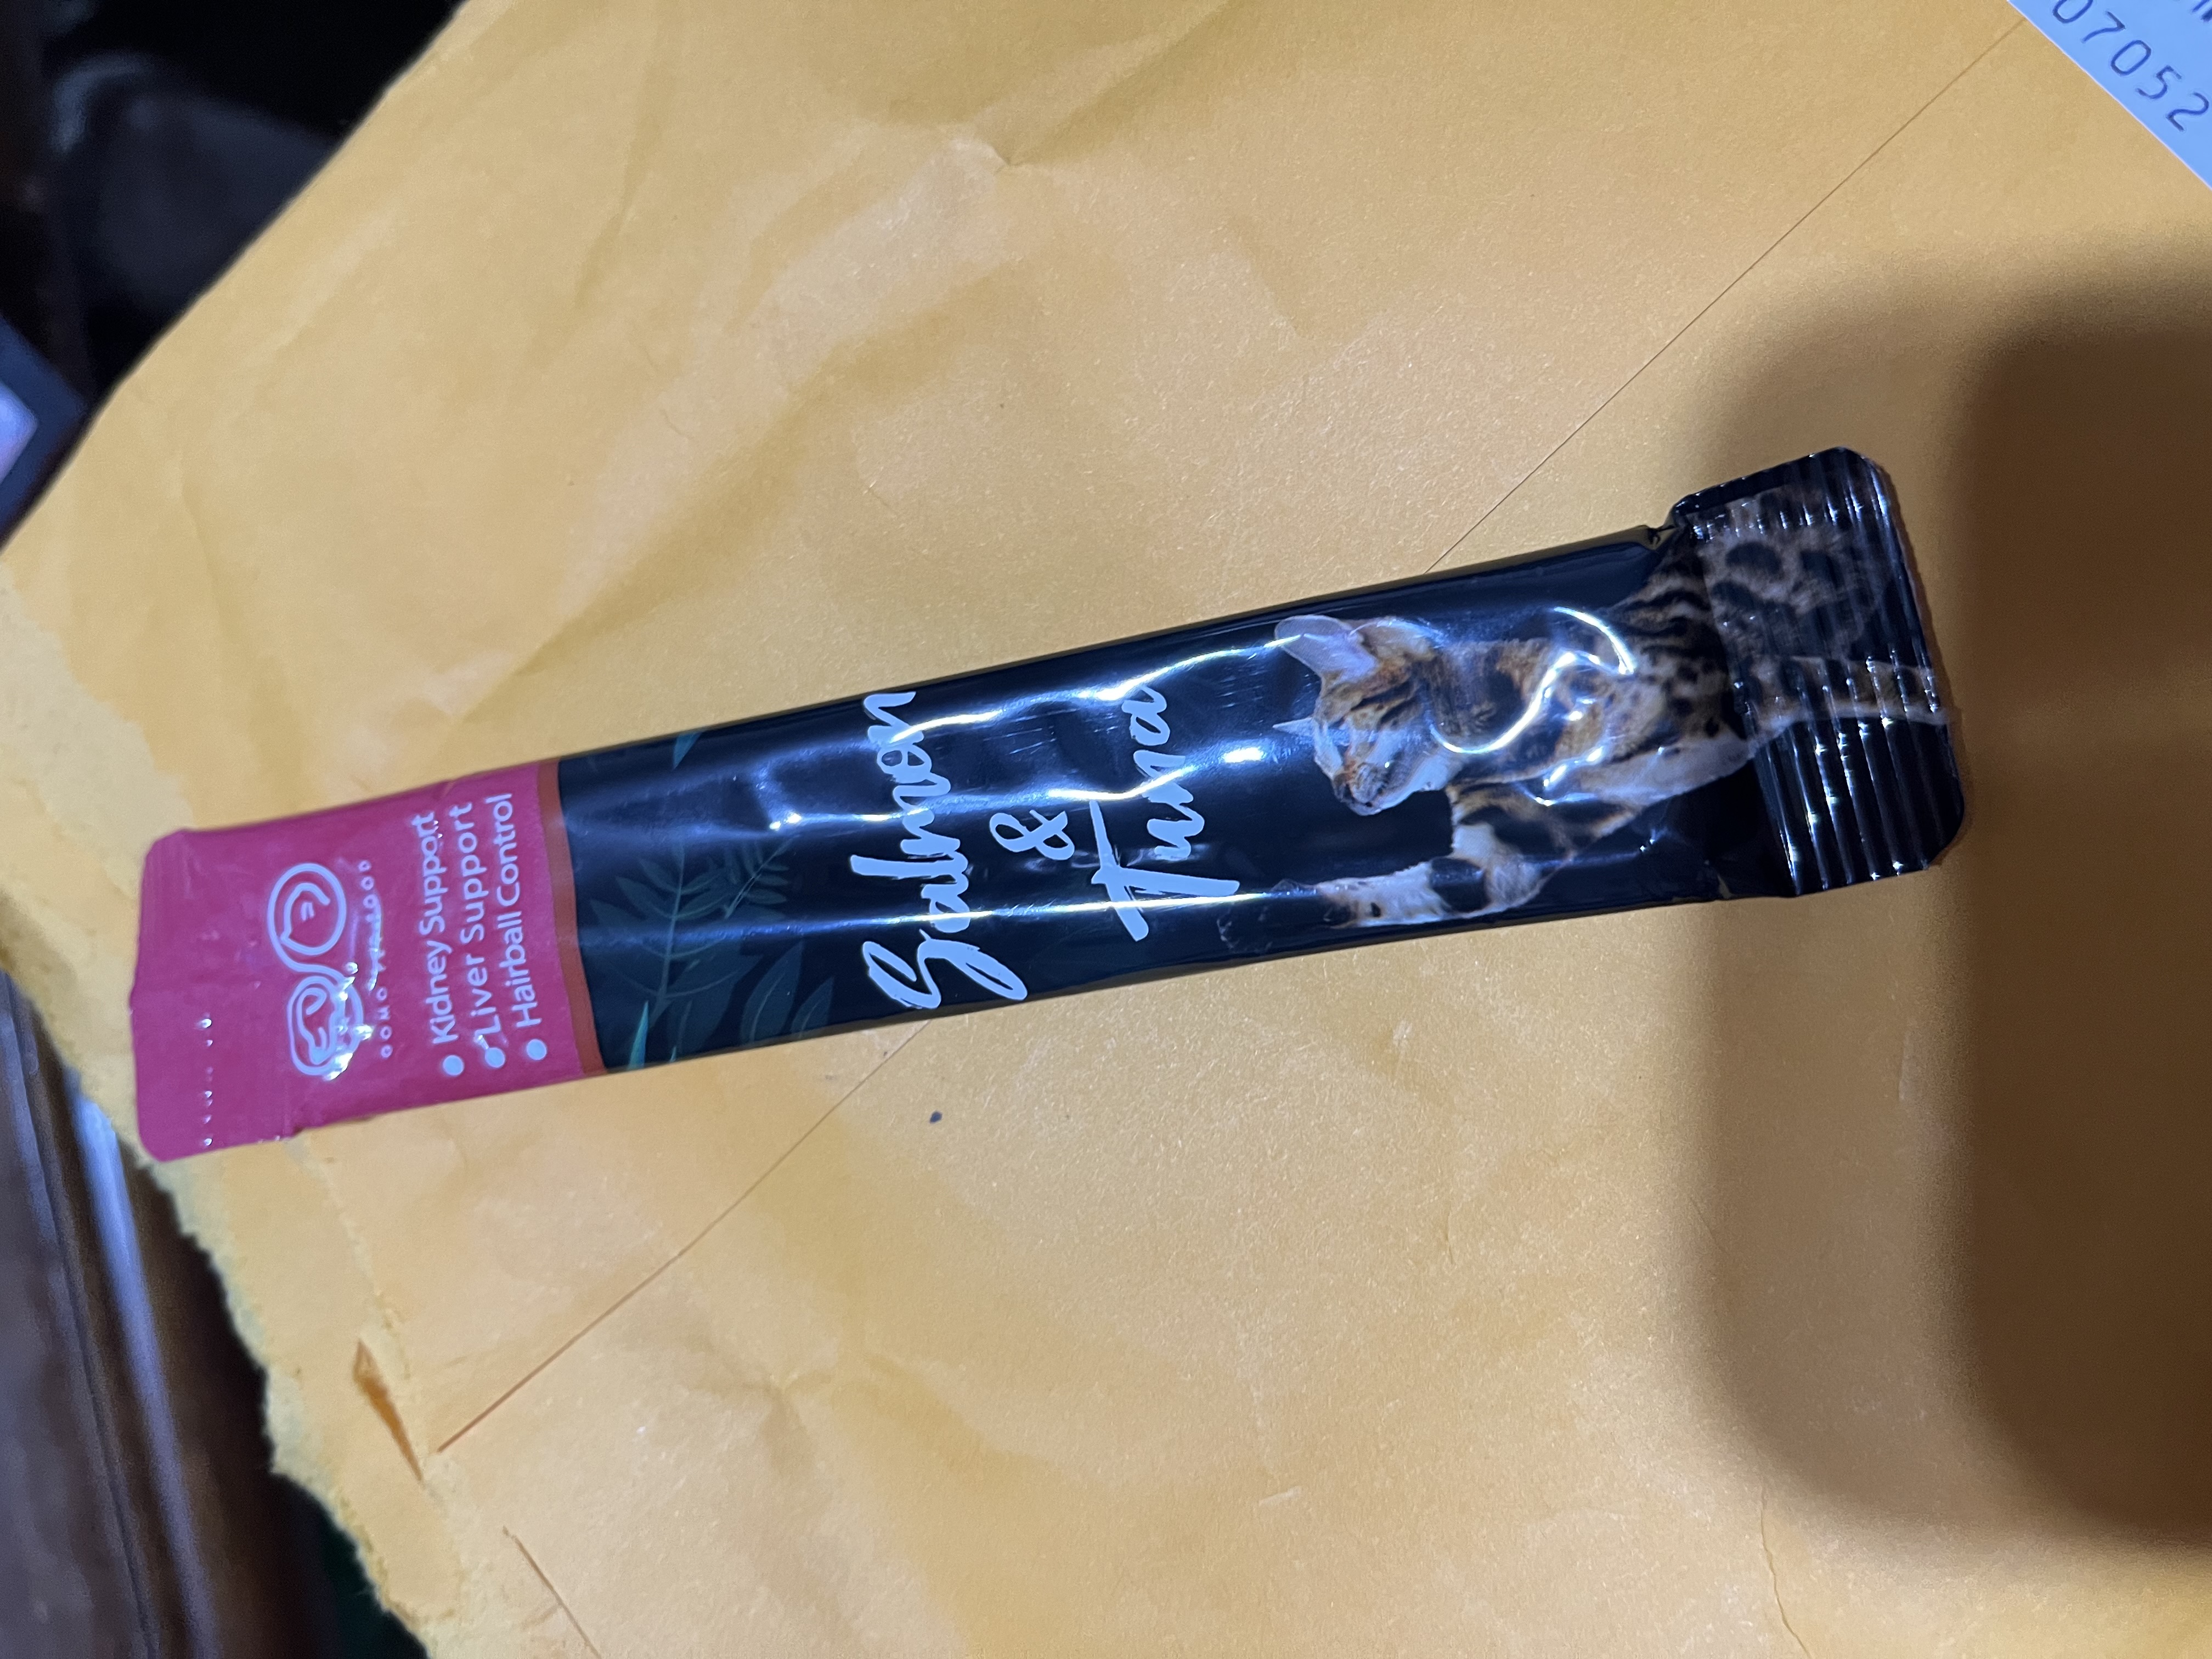 Kidney Support
Liver Support
Hairball Control
Salmon
&
Tuna
07052